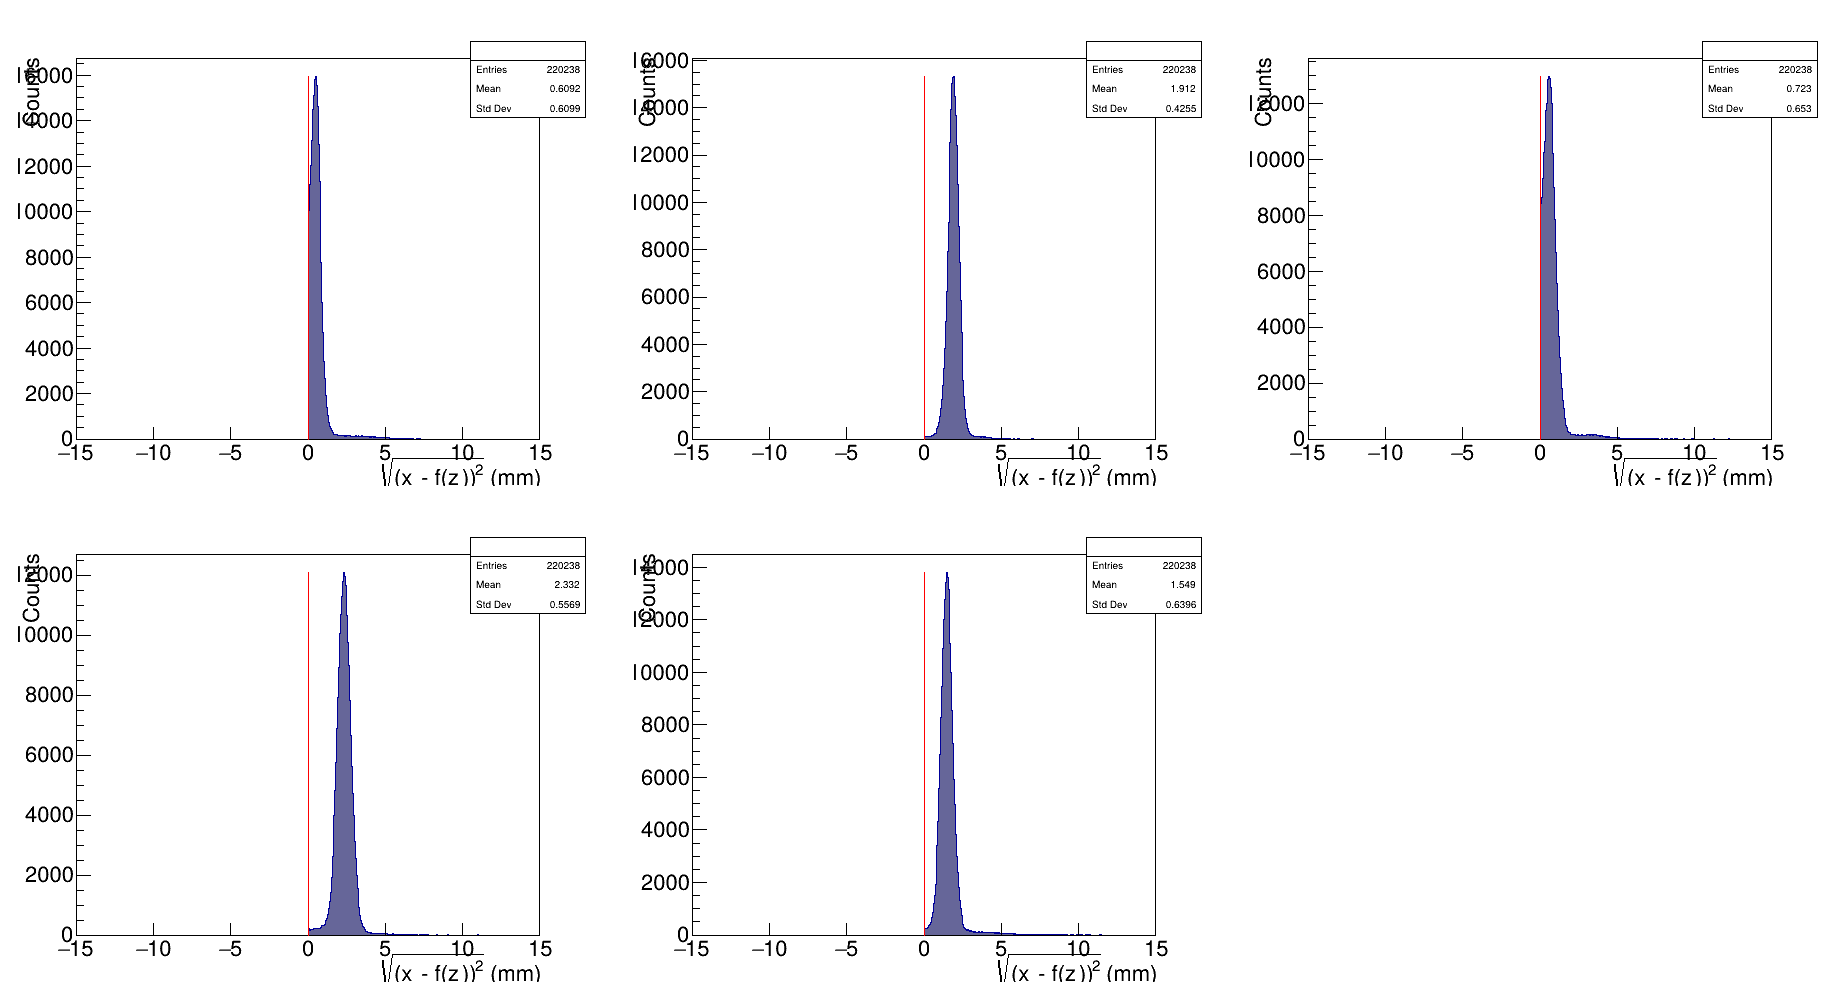 Counts
16000
14000
12000
10000
8000
6000
4000
2000
0
−15 −10 −5 0 5 10 15
√(x - f(z))² (mm)
Entries 220238
Mean 0.6092
Std Dev 0.6099
Counts
16000
14000
12000
10000
8000
6000
4000
2000
0
−15 −10 −5 0 5 10 15
√(x - f(z))² (mm)
Entries 220238
Mean 1.912
Std Dev 0.4255
Counts
12000
10000
8000
6000
4000
2000
0
−15 −10 −5 0 5 10 15
√(x - f(z))² (mm)
Entries 220238
Mean 0.723
Std Dev 0.653
Counts
12000
10000
8000
6000
4000
2000
0
−15 −10 −5 0 5 10 15
√(x - f(z))² (mm)
Entries 220238
Mean 2.332
Std Dev 0.5569
Counts
14000
12000
10000
8000
6000
4000
2000
0
−15 −10 −5 0 5 10 15
√(x - f(z))² (mm)
Entries 220238
Mean 1.549
Std Dev 0.6396